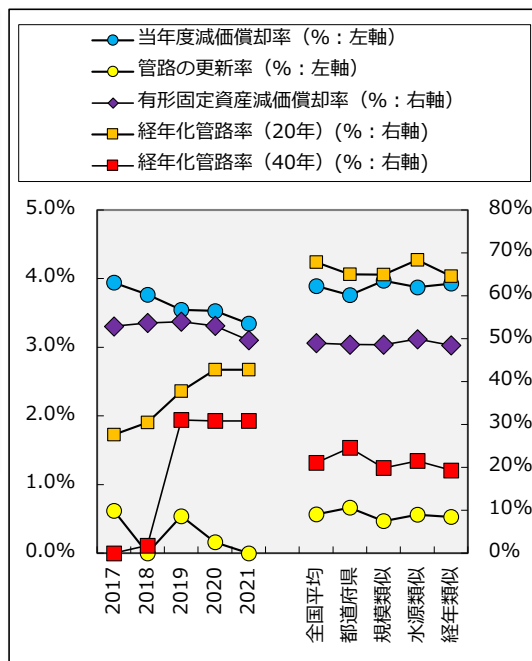 当年度減価償却率（%：左軸）
管路の更新率（%：左軸）
有形固定資産減価償却率（%：右軸）
経年化管路率（20年）(%：右軸)
経年化管路率（40年）(%：右軸)
5.0%
4.0%
3.0%
2.0%
1.0%
0.0%
80%
70%
60%
50%
40%
30%
20%
10%
0%
2017
2018
2019
2020
2021
全国平均
都道府県
規模類似
水源類似
経年類似